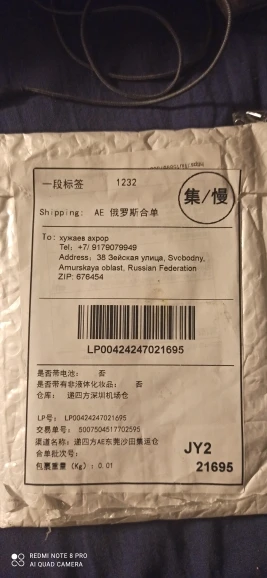 一段标签 1232
集/慢
Shipping: AE 俄罗斯合单
To: хужаев ахрор
Tel: +7/ 9179079949
Address: 38 Зейская улица, Svobodny,
Amurskaya oblast, Russian Federation
ZIP: 676454
LP00424247021695
是否带电池: 否
是否带有非液体化妆品: 否
仓库: 递四方深圳机场仓
LP号: LP00424247021695
交易单号: 5007504517702595
渠道名称: 递四方AE东莞沙田集运仓
合单批次号:
包裹重量 (Kg): 0.01
JY2
21695
REDMI NOTE 8 PRO
AI QUAD CAMERA